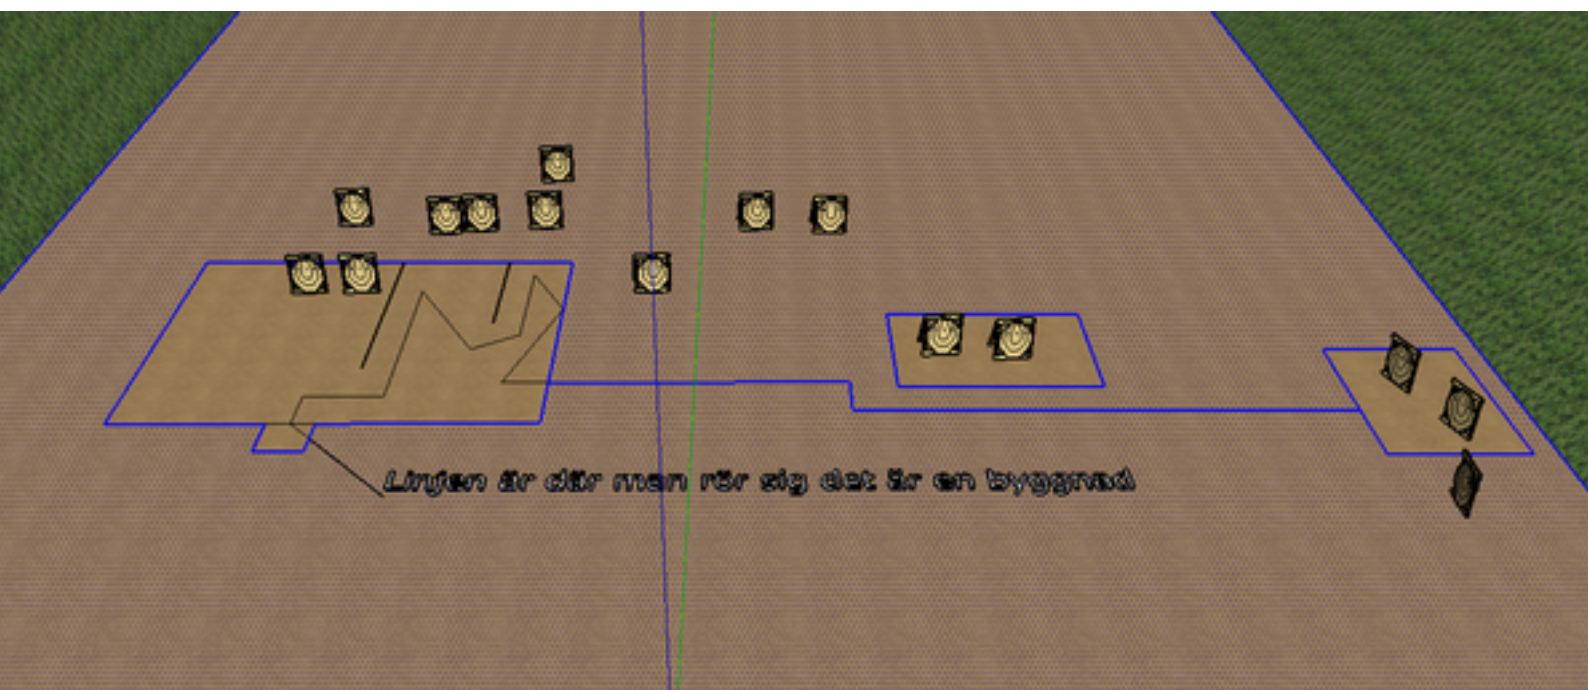 Linjen är där man rör sig det är en byggnad